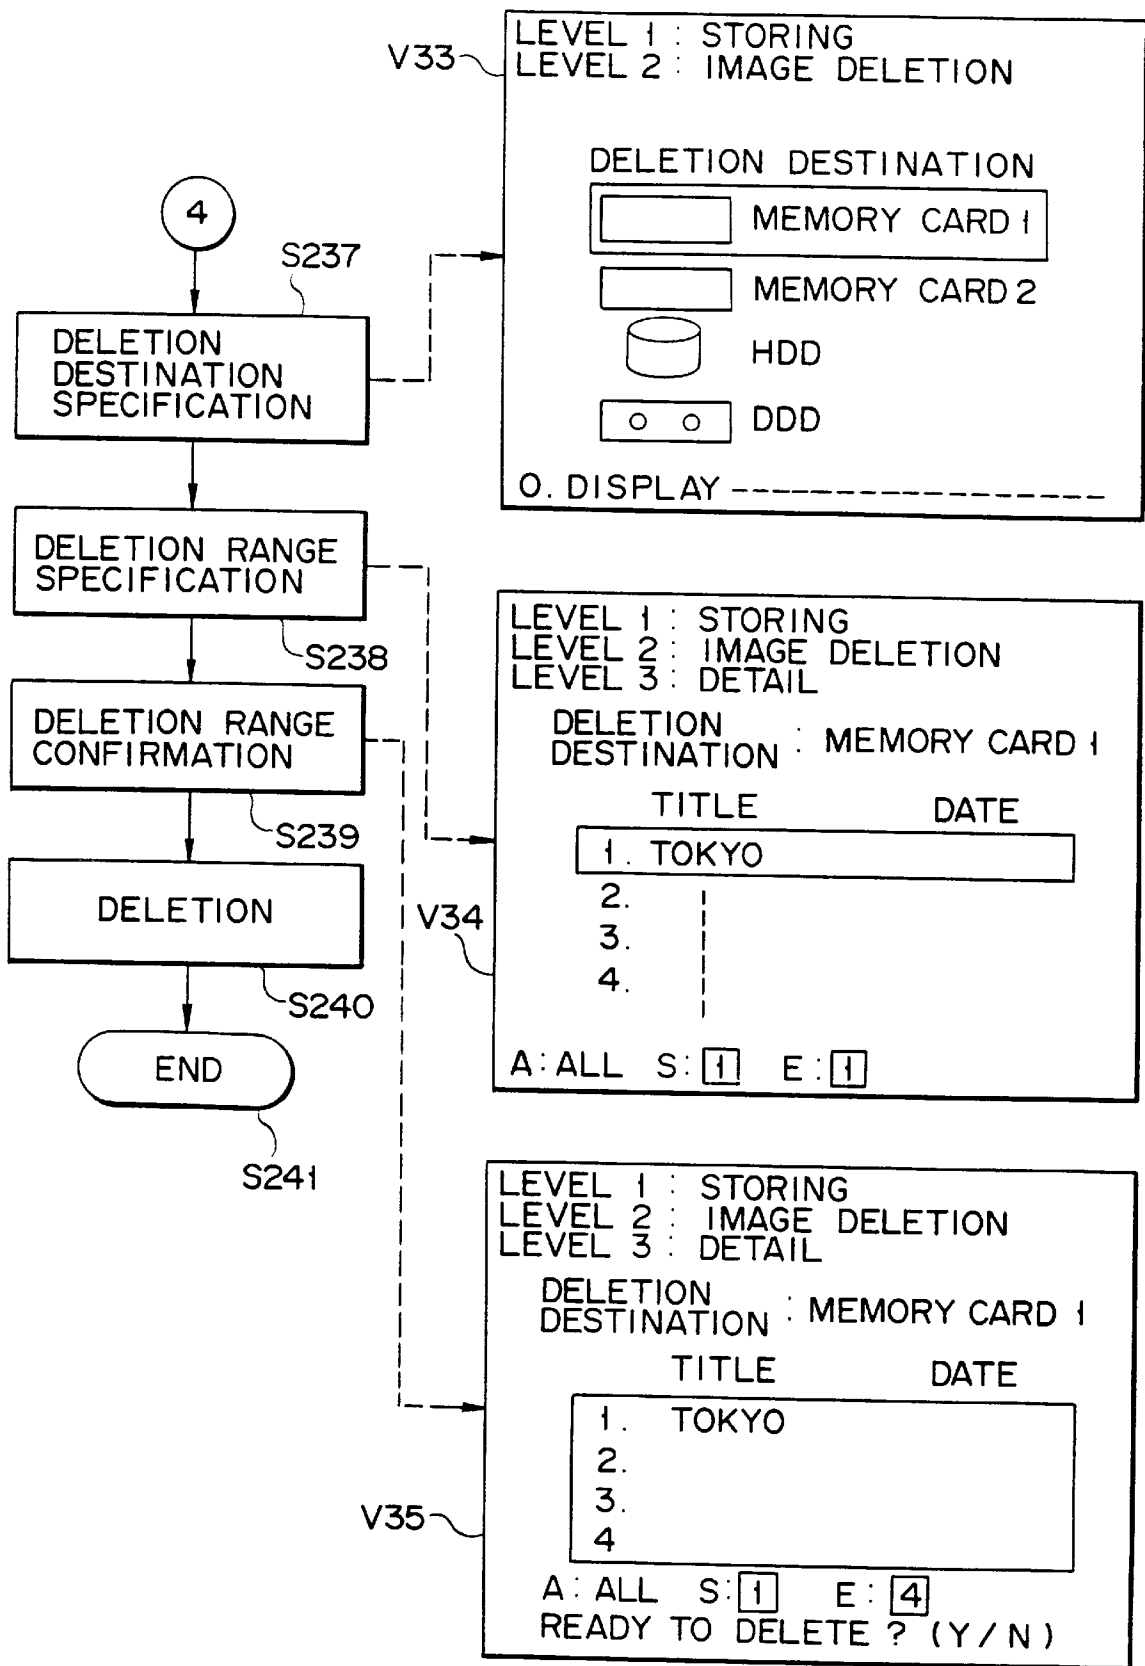 4
S237
DELETION
DESTINATION
SPECIFICATION
DELETION RANGE
SPECIFICATION
S238
DELETION RANGE
CONFIRMATION
S239
DELETION
S240
END
S241
V33
LEVEL 1 : STORING
LEVEL 2 : IMAGE DELETION
DELETION DESTINATION
MEMORY CARD 1
MEMORY CARD 2
HDD
DDD
O. DISPLAY
V34
LEVEL 1 : STORING
LEVEL 2 : IMAGE DELETION
LEVEL 3 : DETAIL
DELETION
DESTINATION : MEMORY CARD 1
TITLE DATE
1. TOKYO
2.
3.
4.
A : ALL S : 1 E : 1
V35
LEVEL 1 : STORING
LEVEL 2 : IMAGE DELETION
LEVEL 3 : DETAIL
DELETION
DESTINATION : MEMORY CARD 1
TITLE DATE
1. TOKYO
2.
3.
4
A : ALL S : 1 E : 4
READY TO DELETE ? (Y/N)